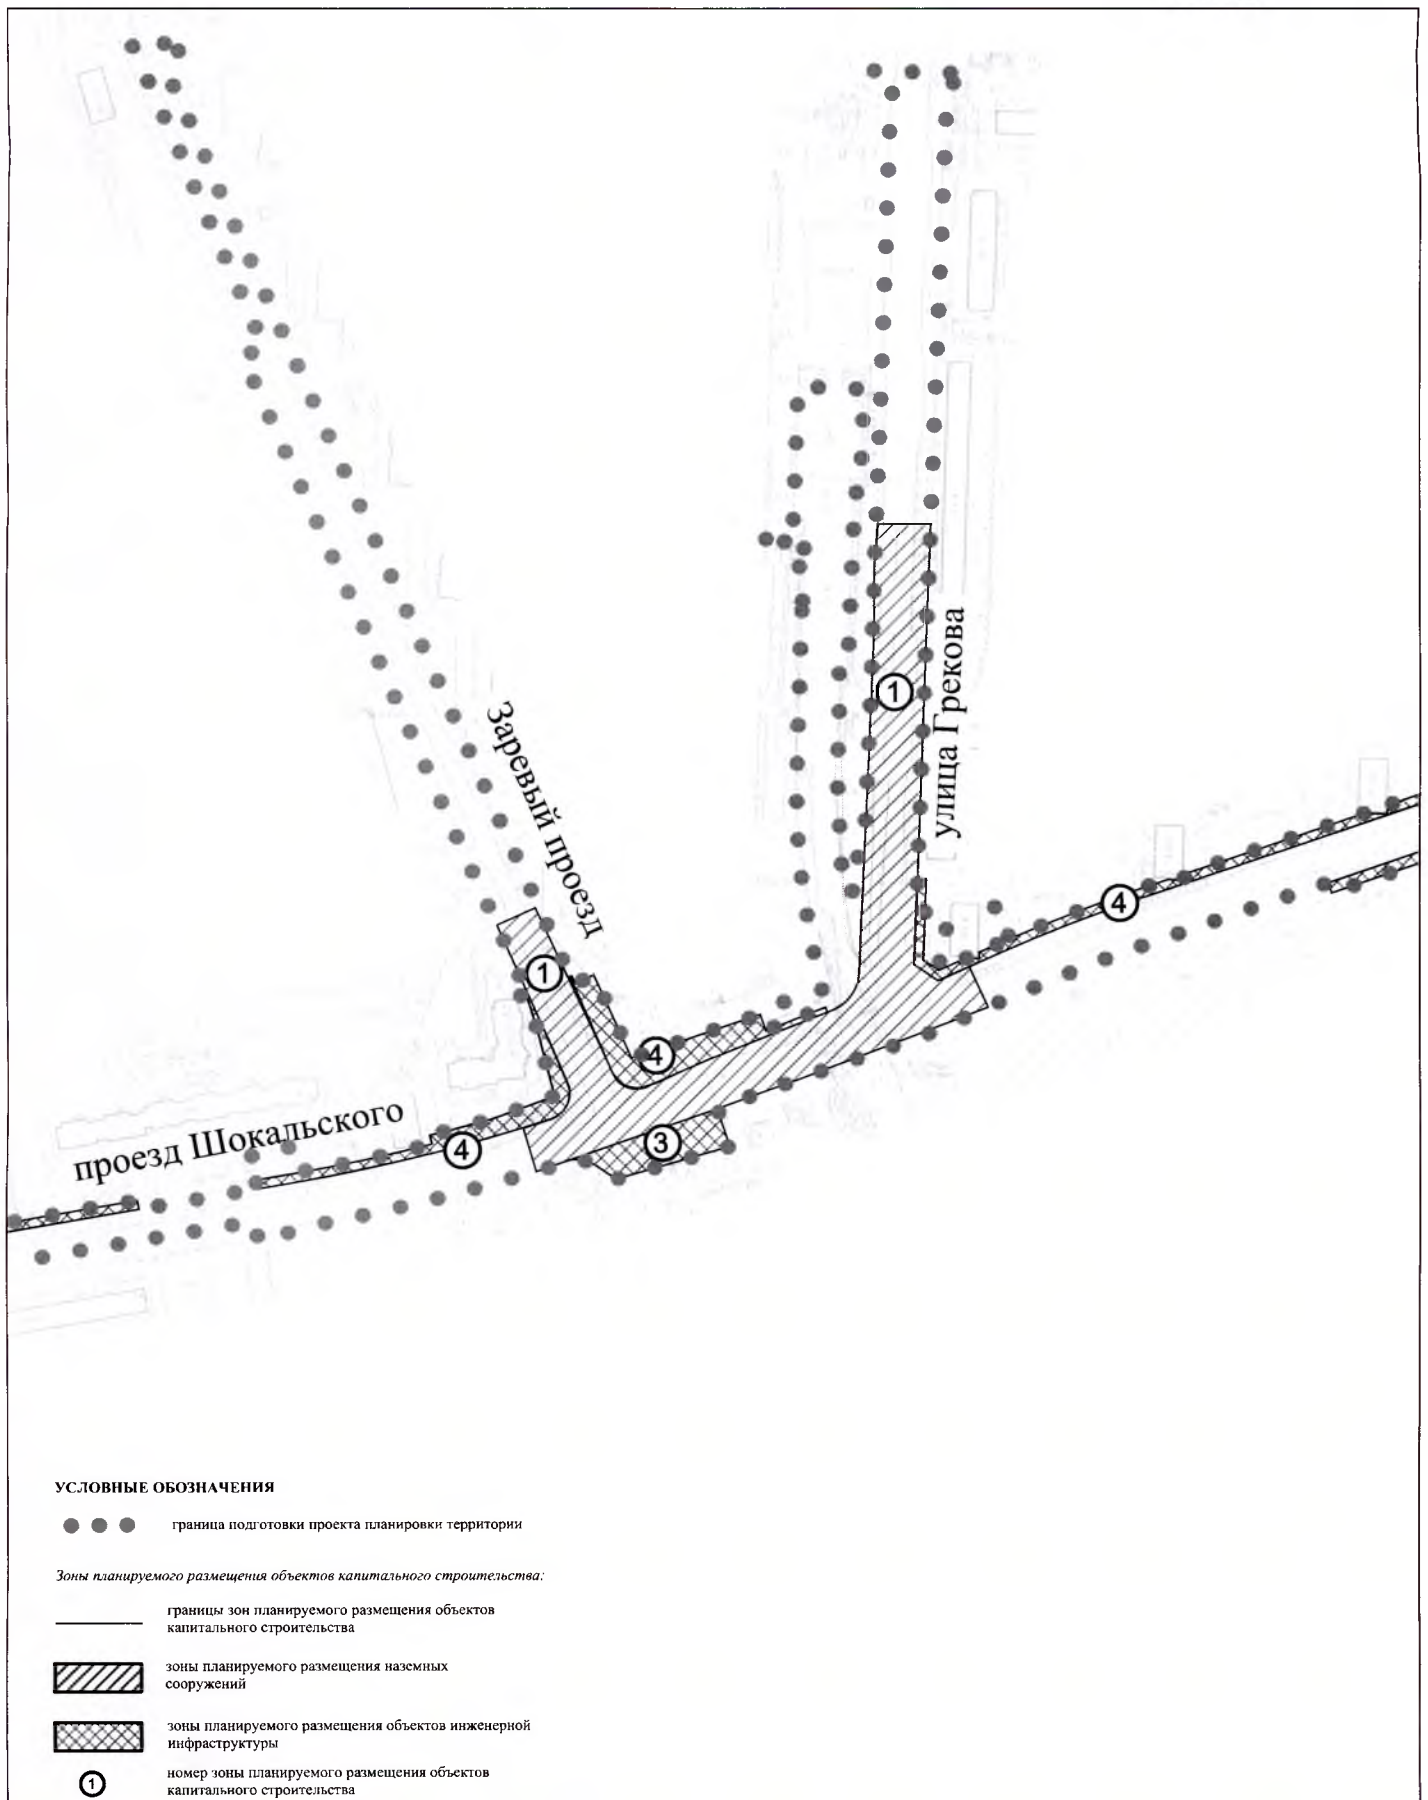 Заревый проезд
улица Грекова
проезд Шокальского
1
1
4
4
4
3
УСЛОВНЫЕ ОБОЗНАЧЕНИЯ
граница подготовки проекта планировки территории
Зоны планируемого размещения объектов капитального строительства:
границы зон планируемого размещения объектов
капитального строительства
зоны планируемого размещения наземных
сооружений
зоны планируемого размещения объектов инженерной
инфраструктуры
1
номер зоны планируемого размещения объектов
капитального строительства